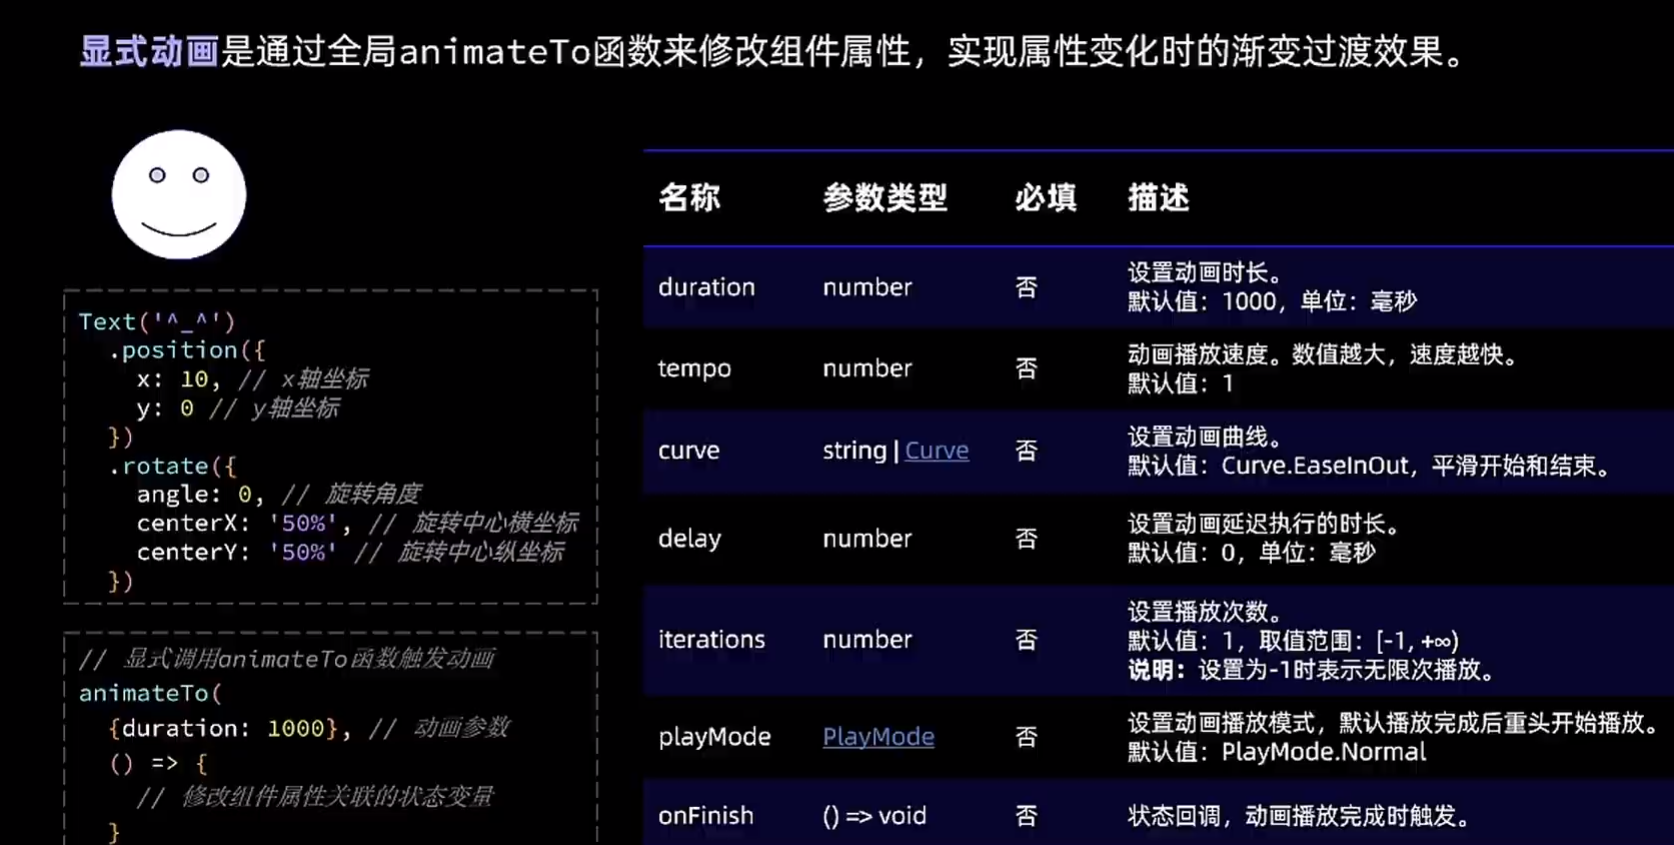 显式动画是通过全局animateTo函数来修改组件属性，实现属性变化时的渐变过渡效果。
Text('^_^')
.position({
x: 10, // x轴坐标
y: 0 // y轴坐标
})
.rotate({
angle: 0, // 旋转角度
centerX: '50%', // 旋转中心横坐标
centerY: '50%' // 旋转中心纵坐标
})
// 显式调用animateTo函数触发动画
animateTo(
{duration: 1000}, // 动画参数
() => {
// 修改组件属性关联的状态变量
}
名称 参数类型 必填 描述
duration number 否 设置动画时长。
默认值：1000，单位：毫秒
tempo number 否 动画播放速度。数值越大，速度越快。
默认值：1
curve string | Curve 否 设置动画曲线。
默认值：Curve.EaseInOut，平滑开始和结束。
delay number 否 设置动画延迟执行的时长。
默认值：0，单位：毫秒
iterations number 否 设置播放次数。
默认值：1，取值范围：[-1, +∞)
说明：设置为-1时表示无限次播放。
playMode PlayMode 否 设置动画播放模式，默认播放完成后重头开始播放。
默认值：PlayMode.Normal
onFinish () => void 否 状态回调，动画播放完成时触发。